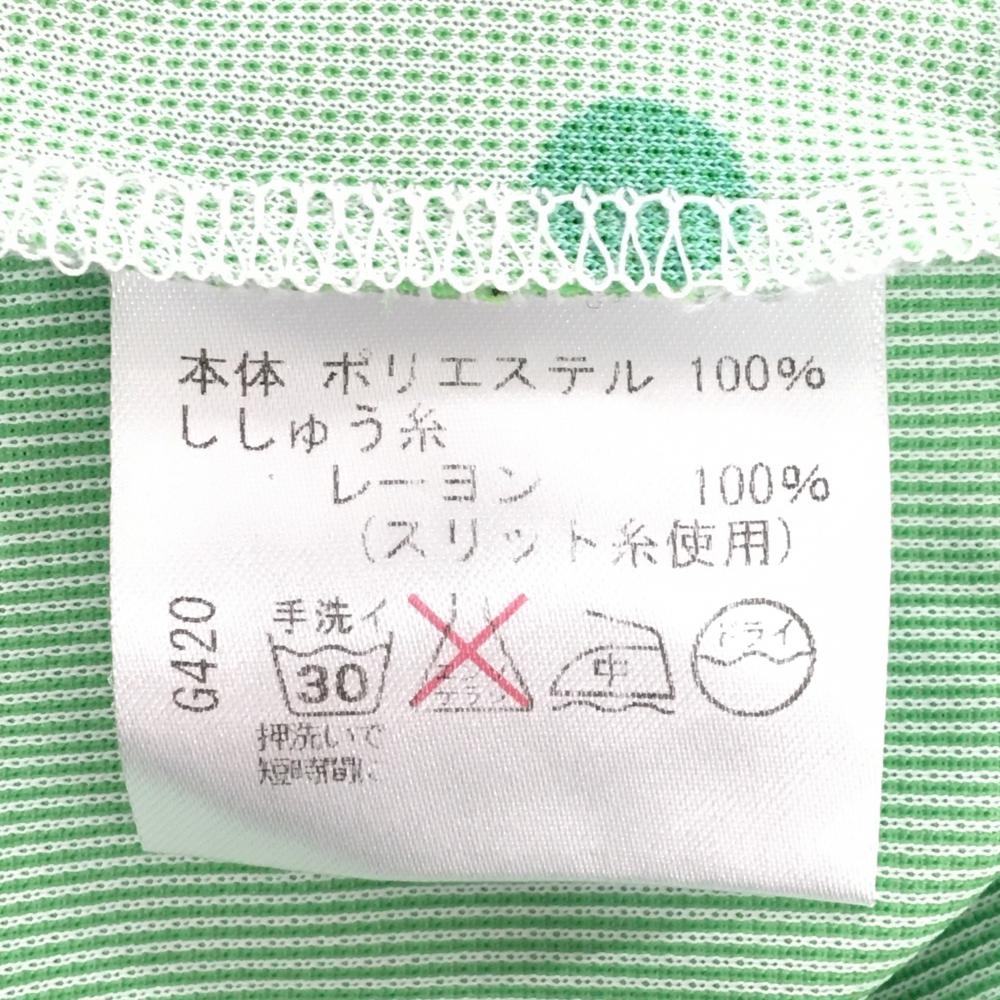 本体 ポリエステル 100%
ししゅう糸
レーヨン 100%
(スリット糸使用)
G420
手洗イ
30
中
ドライ
押洗いで
短時間に